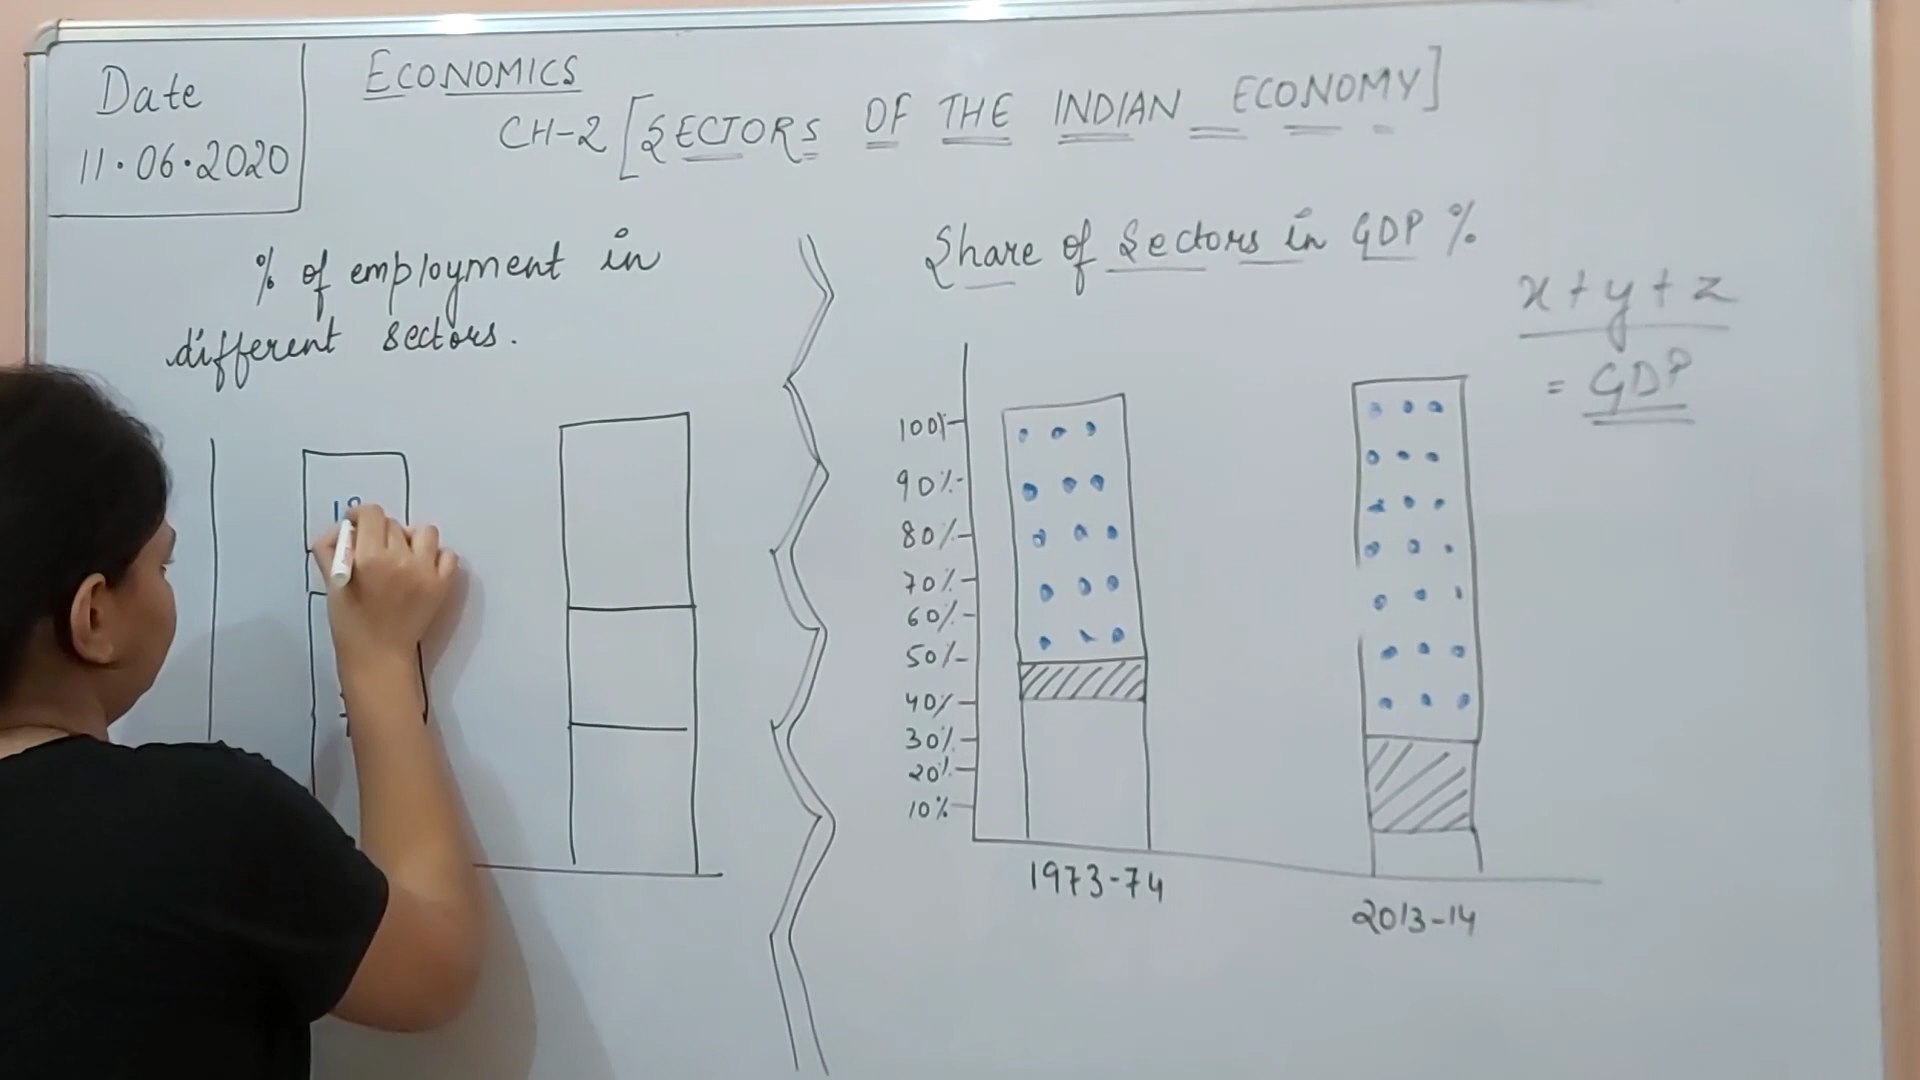 Date
11.06.2020
ECONOMICS
CH-2 [SECTORS OF THE INDIAN ECONOMY]
% of employment in
different sectors.
Share of Sectors in GDP %
x+y+z
= GDP
100%
90%
80%
70%
60%
50%
40%
30%
20%
10%
1973-74
2013-14